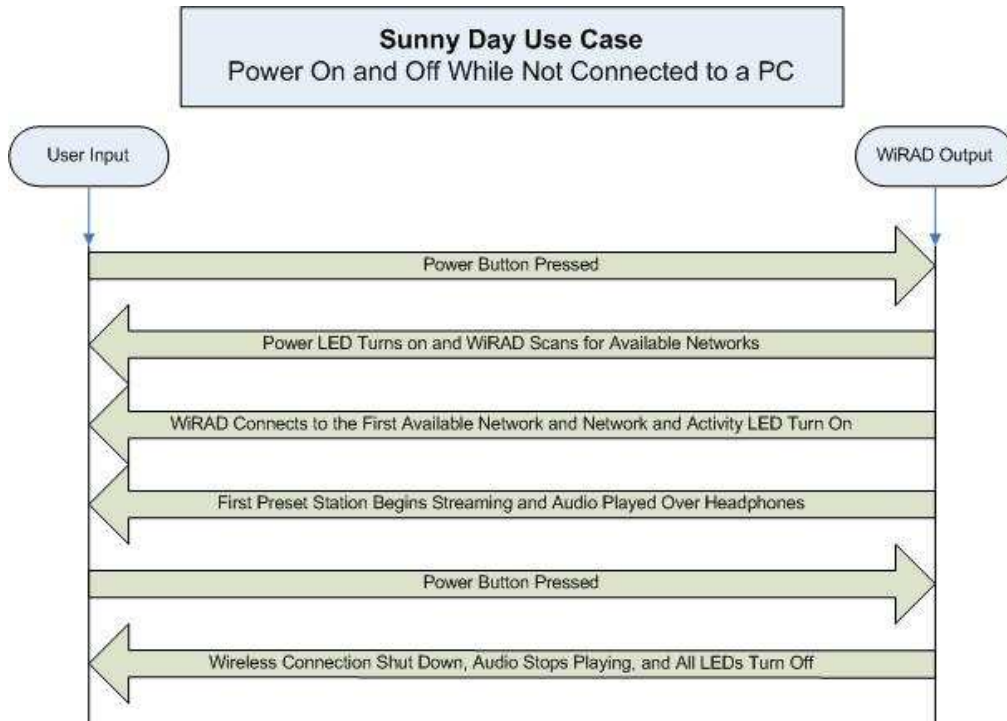 Sunny Day Use Case
Power On and Off While Not Connected to a PC
User Input
WiRAD Output
Power Button Pressed
Power LED Turns on and WiRAD Scans for Available Networks
WiRAD Connects to the First Available Network and Network and Activity LED Turn On
First Preset Station Begins Streaming and Audio Played Over Headphones
Power Button Pressed
Wireless Connection Shut Down, Audio Stops Playing, and All LEDs Turn Off